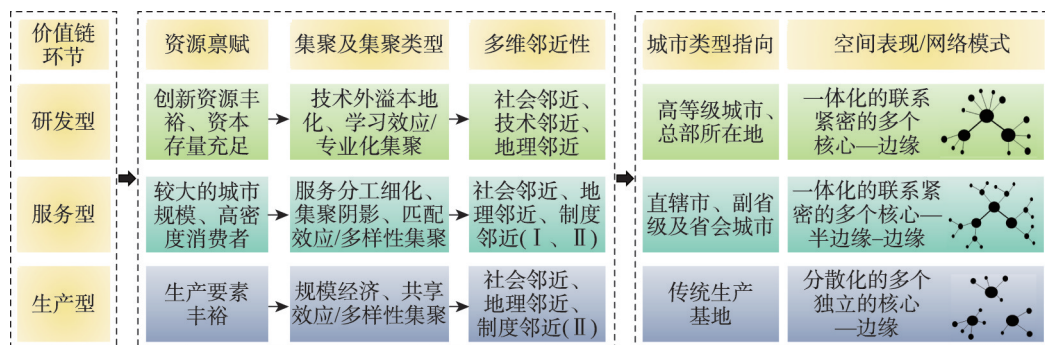 价值链
环节
资源禀赋
集聚及集聚类型
多维邻近性
城市类型指向
空间表现/网络模式
研发型
创新资源丰
裕、资本
存量充足
技术外溢本地
化、学习效应/
专业化集聚
社会邻近、
技术邻近、
地理邻近
高等级城市、
总部所在地
一体化的联系
紧密的多个
核心—边缘
服务型
较大的城市
规模、高密
度消费者
服务分工细化、
集聚阴影、匹配
效应/多样性集聚
社会邻近、地
理邻近、制度
邻近(Ⅰ、Ⅱ)
直辖市、副省
级及省会城市
一体化的联系紧
密的多个核心—
半边缘–边缘
生产型
生产要素
丰裕
规模经济、共享
效应/多样性集聚
社会邻近、
地理邻近、
制度邻近(Ⅱ)
传统生产
基地
分散化的多个
独立的核心
—边缘